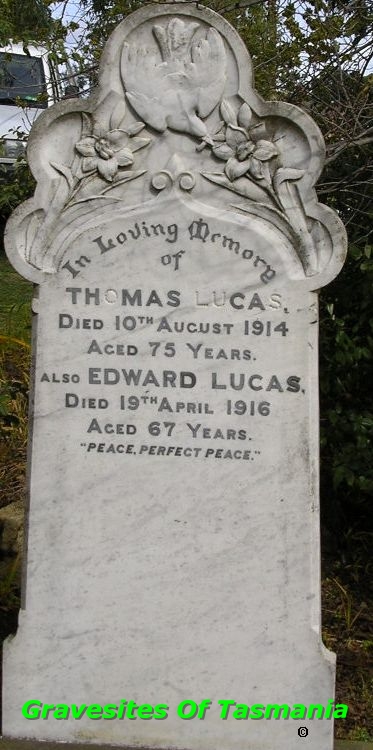 In Loving Memory
of
THOMAS LUCAS.
DIED 10TH AUGUST 1914
AGED 75 YEARS.
ALSO EDWARD LUCAS.
DIED 19TH APRIL 1916
AGED 67 YEARS.
"PEACE, PERFECT PEACE."
Gravesites Of Tasmania
©